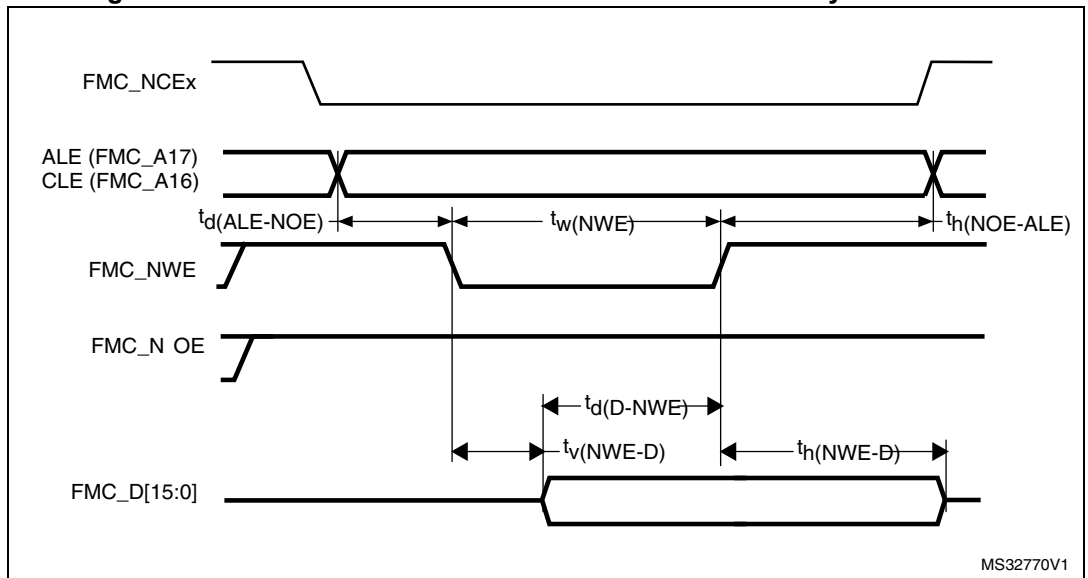 FMC_NCEx
ALE (FMC_A17)
CLE (FMC_A16)
td(ALE-NOE)
tw(NWE)
th(NOE-ALE)
FMC_NWE
FMC_N OE
td(D-NWE)
tv(NWE-D)
th(NWE-D)
FMC_D[15:0]
MS32770V1